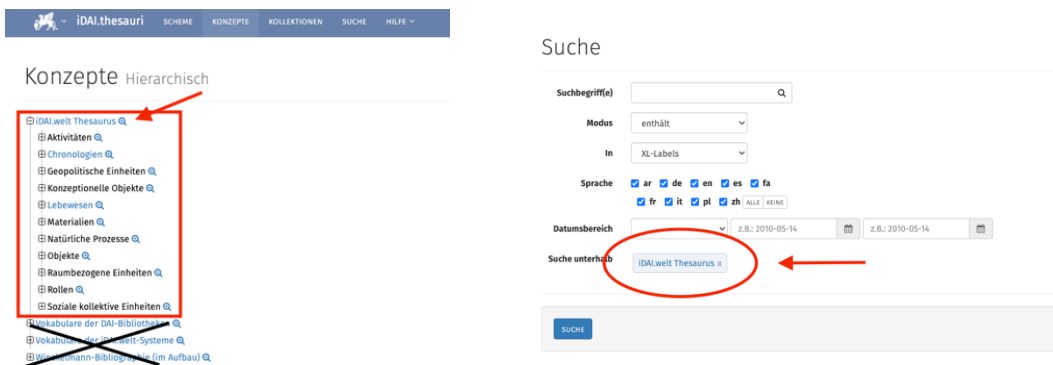 iDAI.thesauri SCHEME KONZEPTE KOLLEKTIONEN SUCHE HILFE
Konzepte Hierarchisch
iDAI.welt Thesaurus
Aktivitäten
Chronologien
Geopolitische Einheiten
Konzeptionelle Objekte
Lebewesen
Materialien
Natürliche Prozesse
Objekte
Raumbezogene Einheiten
Rollen
Soziale kollektive Einheiten
Vokabulare der DAI-Bibliotheken
Vokabulare der iDAI.welt-Systeme
Winckelmann-Bibliographie (im Aufbau)
Suche
Suchbegriff(e)
Modus enthält
In XL-Labels
Sprache ar de en es fa
fr it pl zh ALLE KEINE
Datumsbereich z.B.: 2010-05-14 z.B.: 2010-05-14
Suche unterhalb iDAI.welt Thesaurus x
SUCHE